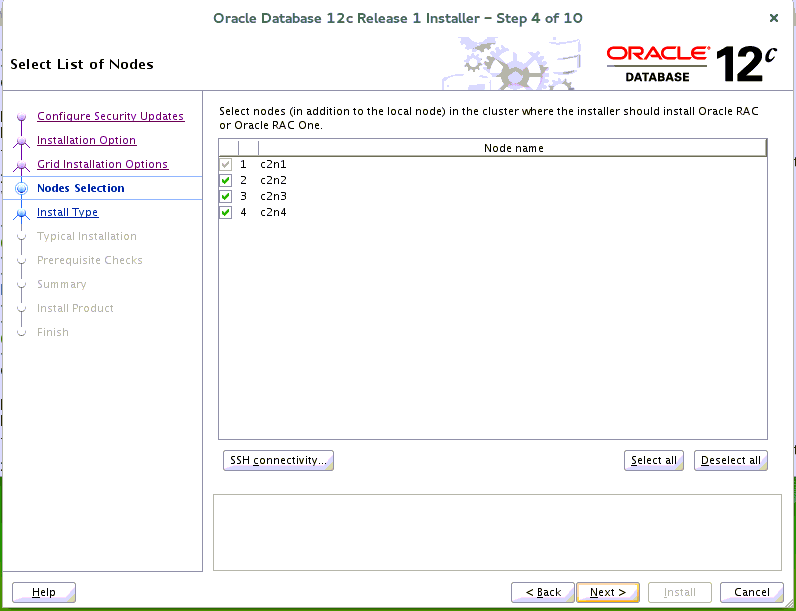 Oracle Database 12c Release 1 Installer – Step 4 of 10
Select List of Nodes
ORACLE
DATABASE
12c
Configure Security Updates
Installation Option
Grid Installation Options
Nodes Selection
Install Type
Typical Installation
Prerequisite Checks
Summary
Install Product
Finish
Select nodes (in addition to the local node) in the cluster where the installer should install Oracle RAC
or Oracle RAC One.
Node name
1 c2n1
2 c2n2
3 c2n3
4 c2n4
SSH connectivity...
Select all
Deselect all
Help
< Back
Next >
Install
Cancel